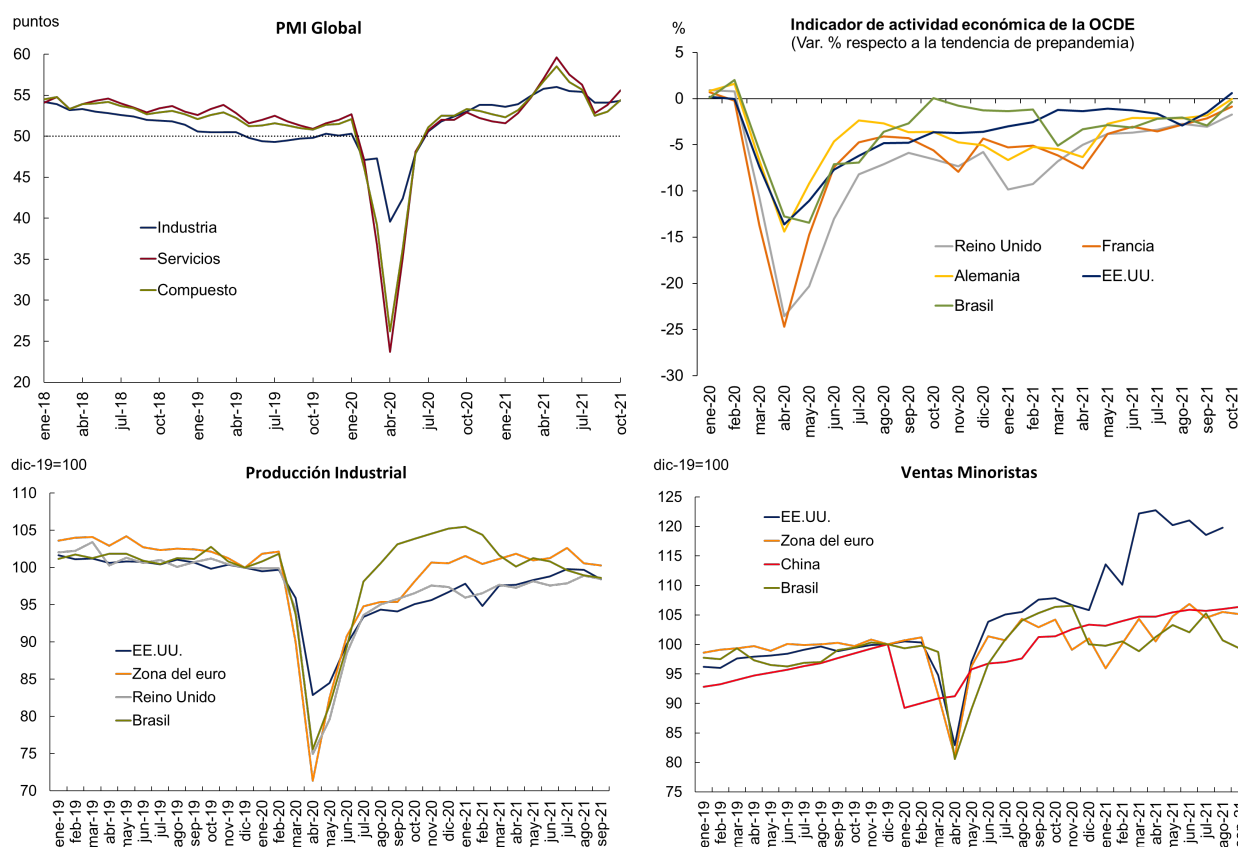 puntos
PMI Global
60
55
50
45
40
35
30
25
20
Industria
Servicios
Compuesto
ene-18
abr-18
jul-18
oct-18
ene-19
abr-19
jul-19
oct-19
ene-20
abr-20
jul-20
oct-20
ene-21
abr-21
jul-21
oct-21
Indicador de actividad económica de la OCDE
%
(Var. % respecto a la tendencia de prepandemia)
5
0
-5
-10
-15
-20
-25
-30
Reino Unido
Francia
Alemania
EE.UU.
Brasil
ene-20
feb-20
mar-20
abr-20
may-20
jun-20
jul-20
ago-20
sep-20
oct-20
nov-20
dic-20
ene-21
feb-21
mar-21
abr-21
may-21
jun-21
jul-21
ago-21
sep-21
oct-21
dic-19=100
Producción Industrial
110
105
100
95
90
85
80
75
70
EE.UU.
Zona del euro
Reino Unido
Brasil
ene-19
feb-19
mar-19
abr-19
may-19
jun-19
jul-19
ago-19
sep-19
oct-19
nov-19
dic-19
ene-20
feb-20
mar-20
abr-20
may-20
jun-20
jul-20
ago-20
sep-20
oct-20
nov-20
dic-20
ene-21
feb-21
mar-21
abr-21
may-21
jun-21
jul-21
ago-21
sep-21
dic-19=100
Ventas Minoristas
125
120
115
110
105
100
95
90
85
80
75
EE.UU.
Zona del euro
China
Brasil
ene-19
feb-19
mar-19
abr-19
may-19
jun-19
jul-19
ago-19
sep-19
oct-19
nov-19
dic-19
ene-20
feb-20
mar-20
abr-20
may-20
jun-20
jul-20
ago-20
sep-20
oct-20
nov-20
dic-20
ene-21
feb-21
mar-21
abr-21
may-21
jun-21
jul-21
ago-21